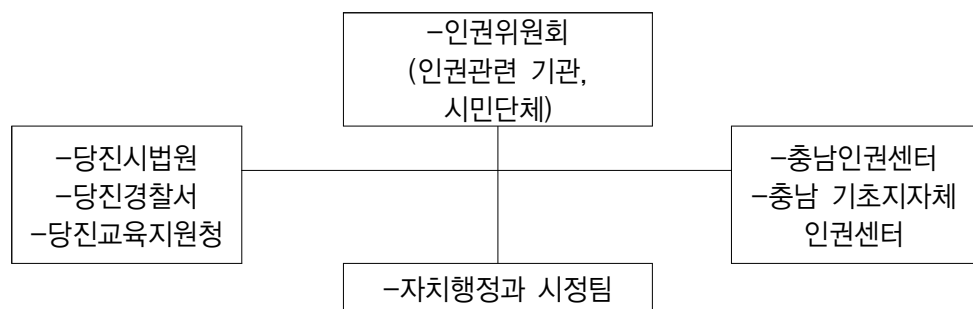 -인권위원회
(인권관련 기관,
시민단체)
-당진시법원
-당진경찰서
-당진교육지원청
-충남인권센터
-충남 기초지자체
인권센터
-자치행정과 시정팀